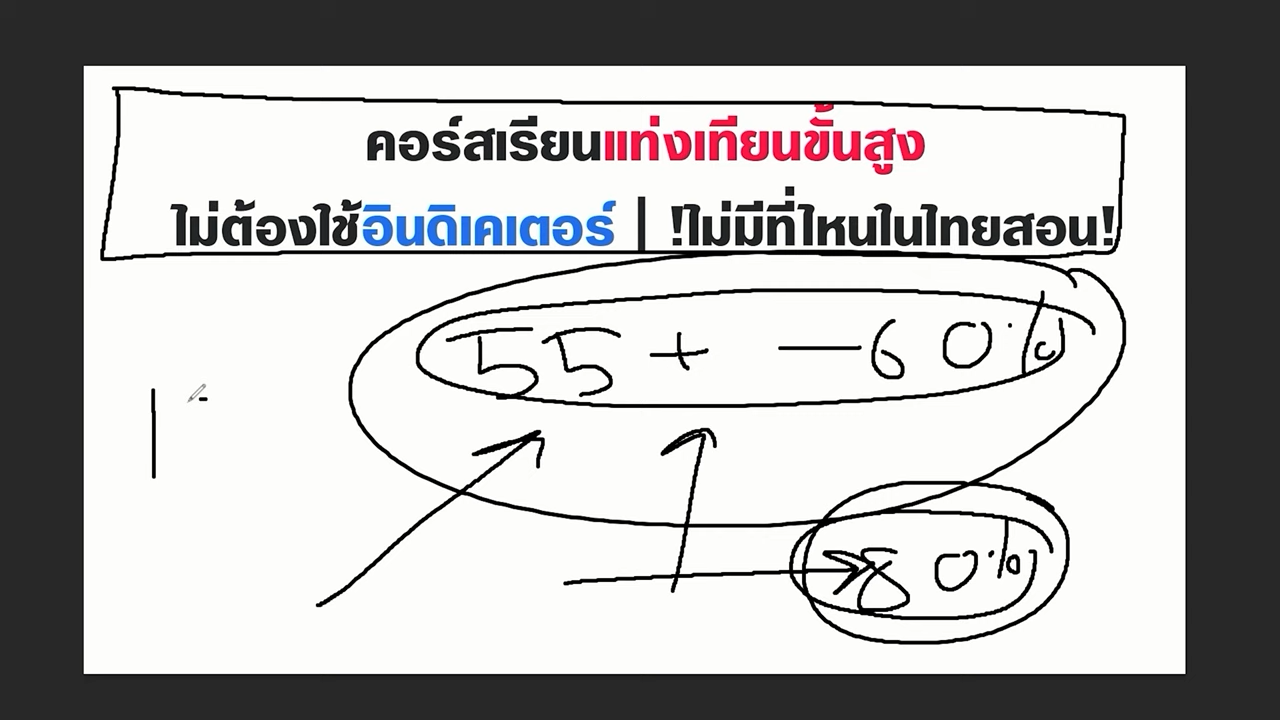 คอร์สเรียนแท่งเทียนขั้นสูง
ไม่ต้องใช้อินดิเคเตอร์ | !ไม่มีที่ไหนในไทยสอน!
55 + - 60%
80%